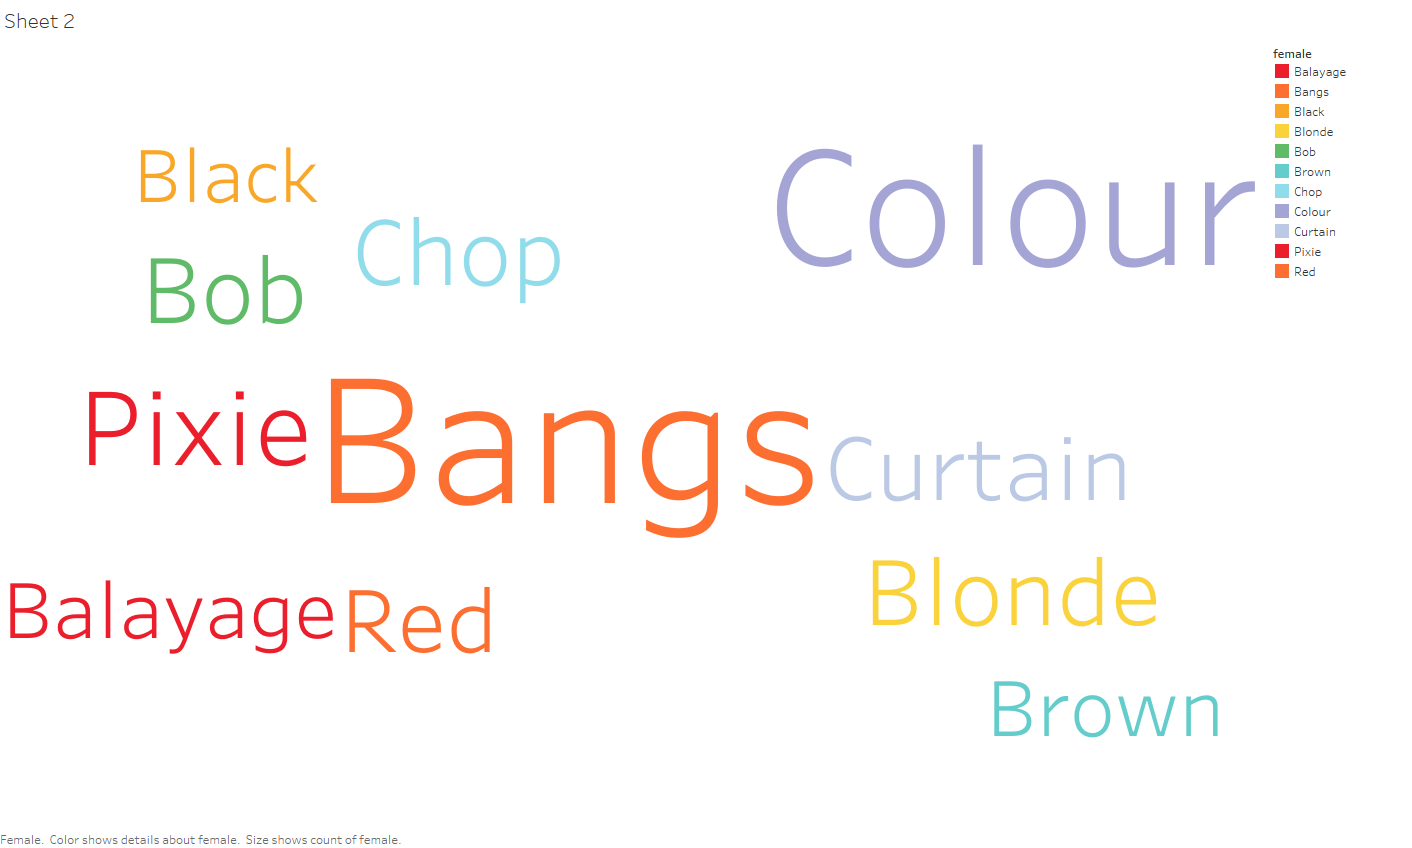 Sheet 2
Black
Chop
Bob
Colour
Pixie
Bangs
Curtain
Balayage
Red
Blonde
Brown
female
Balayage
Bangs
Black
Blonde
Bob
Brown
Chop
Colour
Curtain
Pixie
Red
Female.  Color shows details about female.  Size shows count of female.